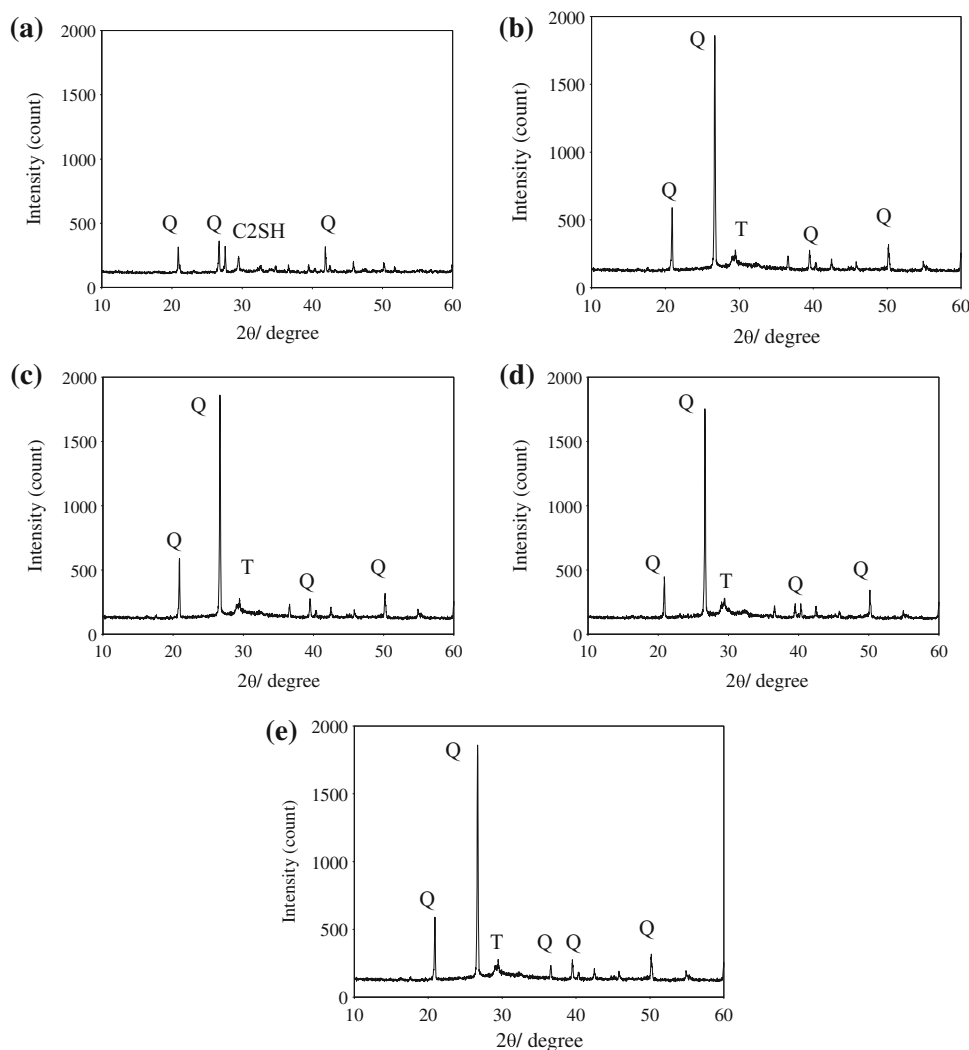 (a)
2000
1500
1000
500
0
Intensity (count)
Q Q C2SH Q
10 20 30 40 50 60
2θ/ degree
(b)
2000
1500
1000
500
0
Intensity (count)
Q
Q
T
Q
Q
10 20 30 40 50 60
2θ/ degree
(c)
2000
1500
1000
500
0
Intensity (count)
Q
Q
T
Q
Q
10 20 30 40 50 60
2θ/ degree
(d)
2000
1500
1000
500
0
Intensity (count)
Q
Q
T
Q
Q
10 20 30 40 50 60
2θ/ degree
(e)
2000
1500
1000
500
0
Intensity (count)
Q
Q
T
Q
Q
Q
10 20 30 40 50 60
2θ/ degree